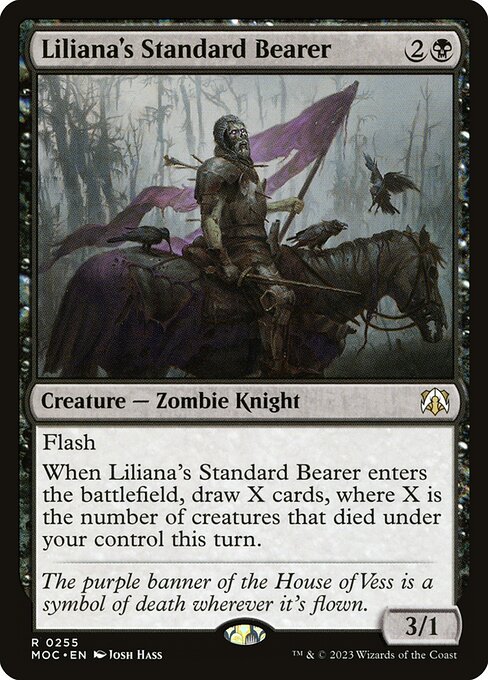 Liliana's Standard Bearer 2
Creature — Zombie Knight
Flash
When Liliana's Standard Bearer enters
the battlefield, draw X cards, where X is
the number of creatures that died under
your control this turn.
The purple banner of the House of Vess is a
symbol of death wherever it's flown.
3/1
R 0255
MOC • EN Josh Hass
™ & © 2023 Wizards of the Coast